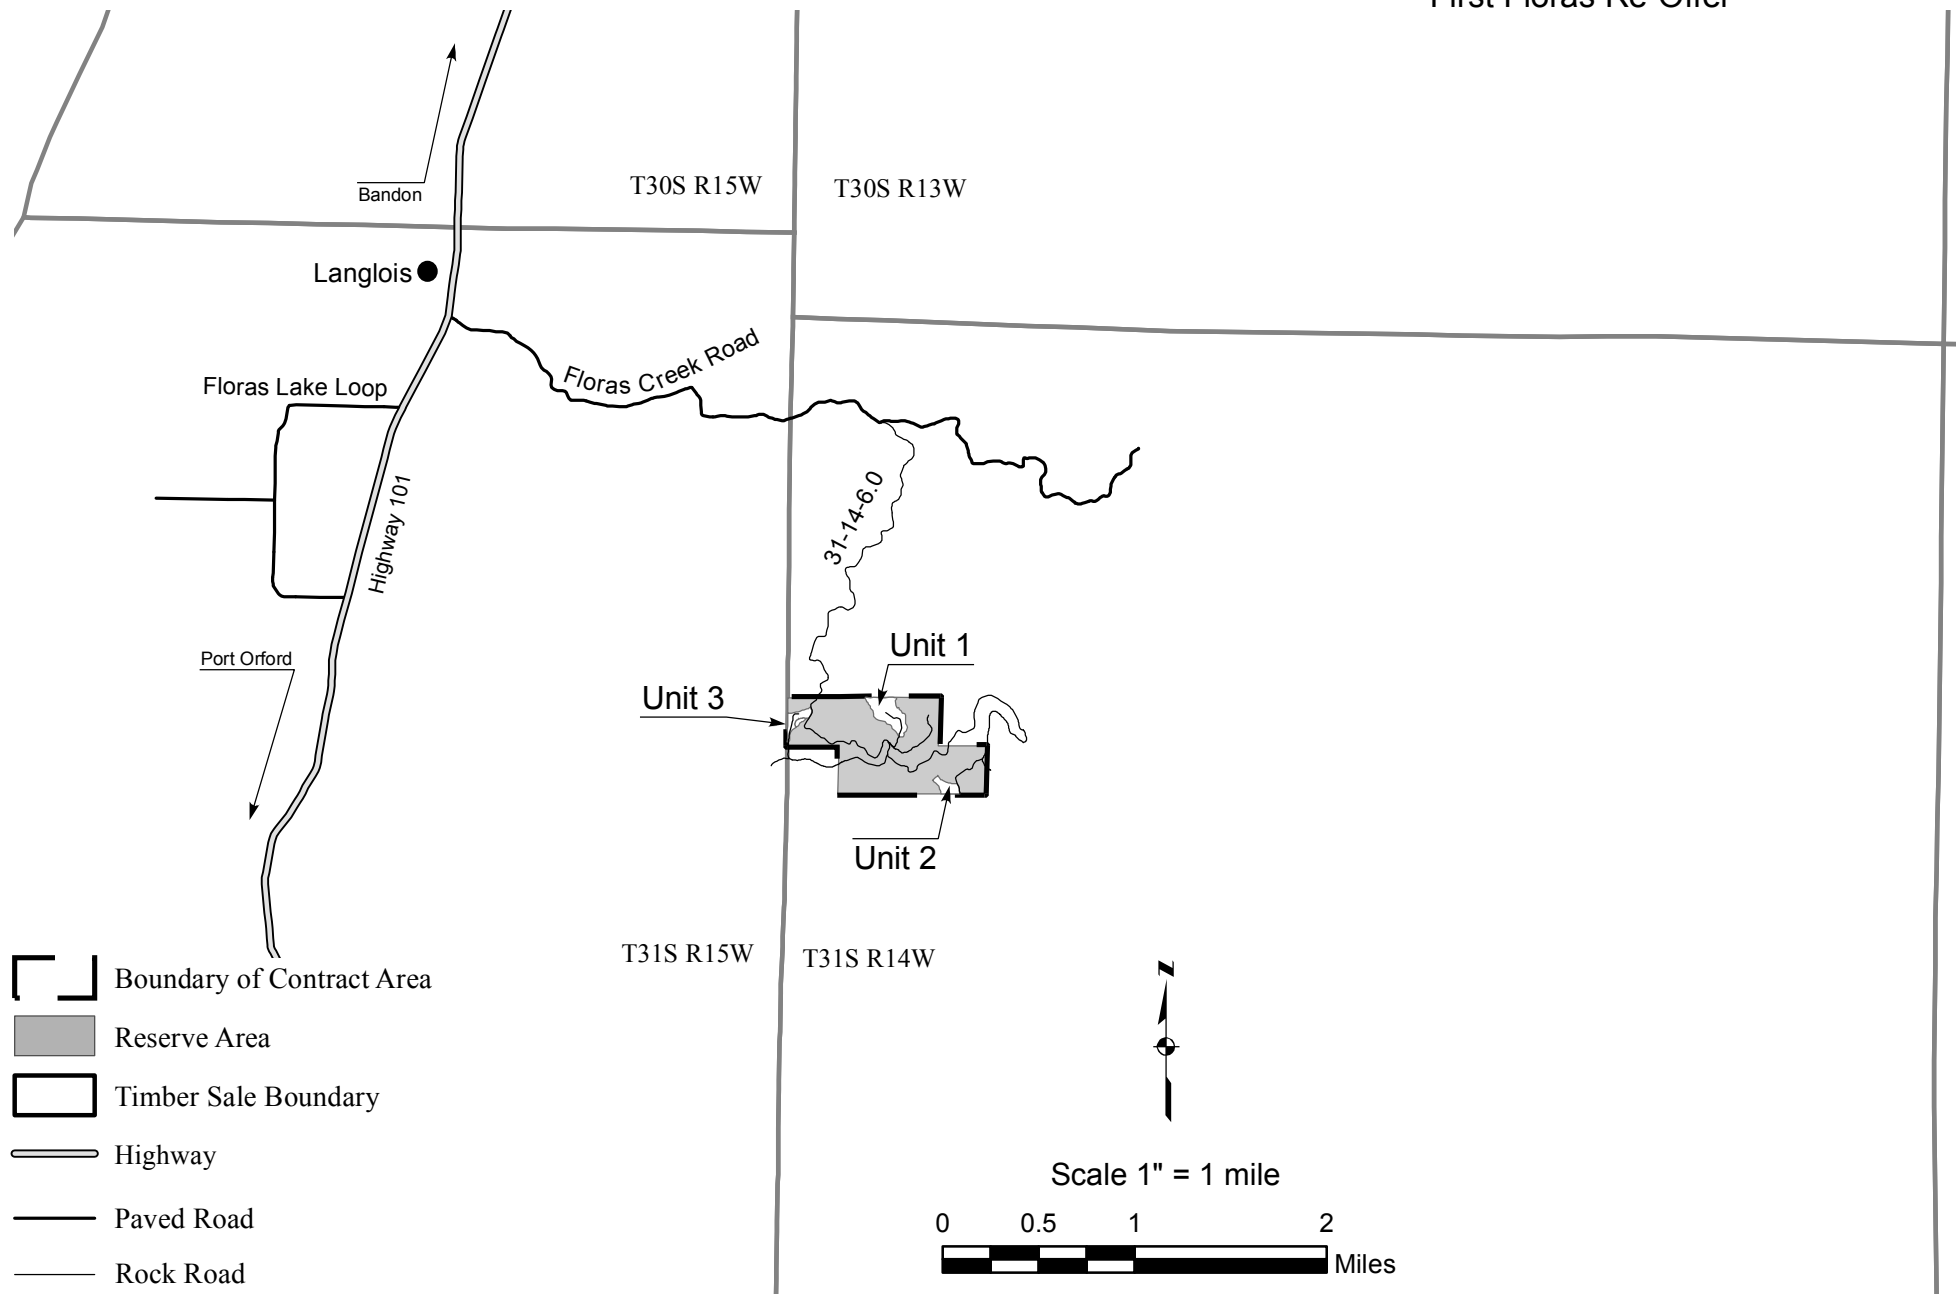 First Floras Re-Offer
T30S R15W
T30S R13W
Bandon
Langlois
Floras Creek Road
Floras Lake Loop
31-14-6.0
Highway 101
Unit 1
Port Orford
Unit 3
Unit 2
T31S R15W
T31S R14W
Boundary of Contract Area
N
Reserve Area
Timber Sale Boundary
Highway
Scale 1" = 1 mile
Paved Road
0 0.5 1 2
Miles
Rock Road